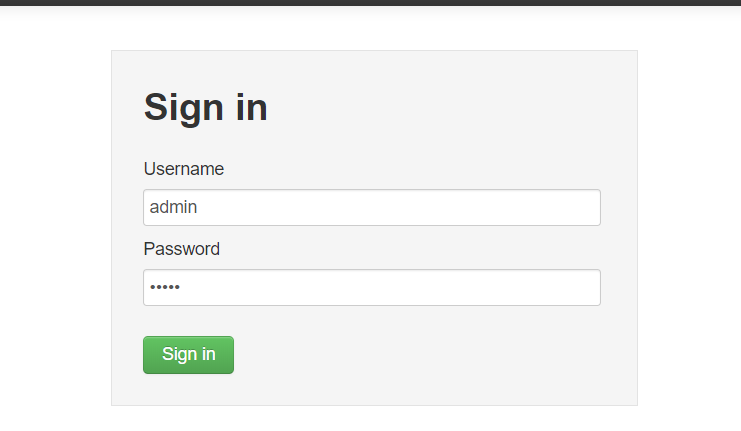 Sign in
Username
admin
Password
•••••
Sign in